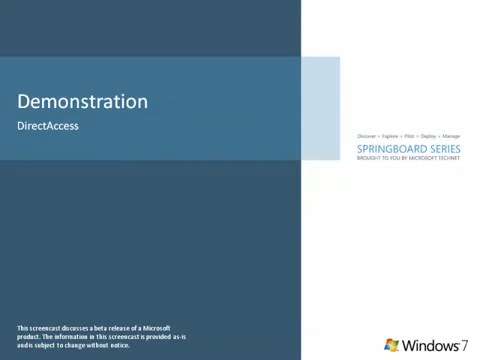 Demonstration
DirectAccess
Discover • Explore • Pilot • Deploy • Manage
SPRINGBOARD SERIES
BROUGHT TO YOU BY MICROSOFT TECHNET
This screencast discusses a beta release of a Microsoft
product. The information in this screencast is provided as-is
and is subject to change without notice.
Windows 7